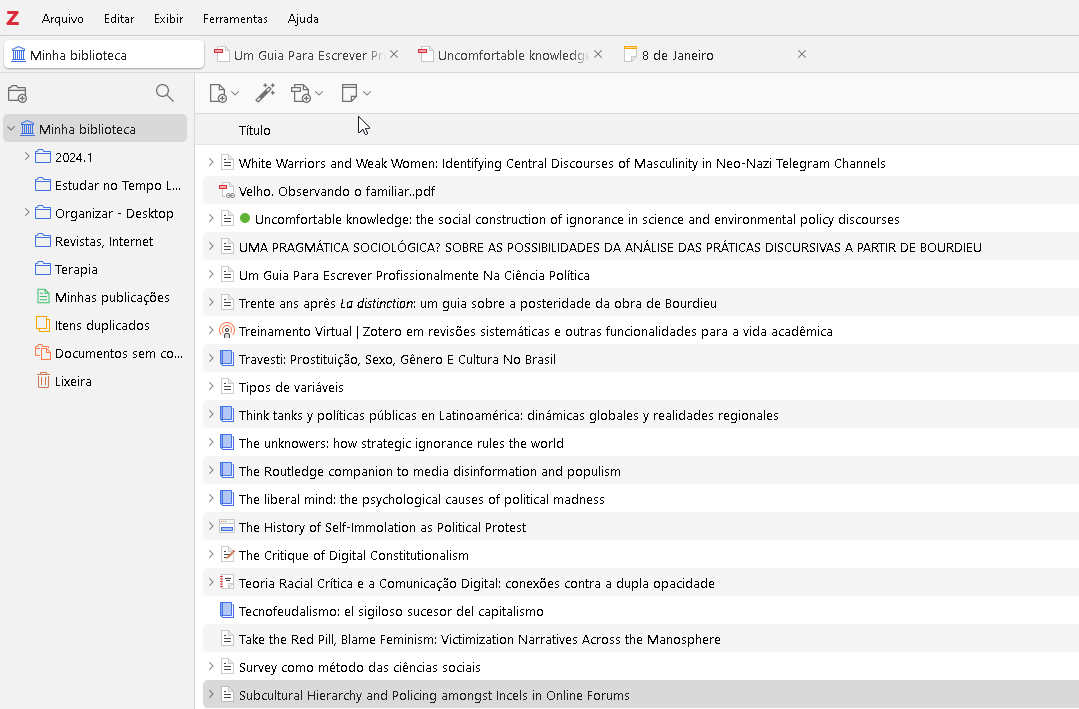 Z Arquivo Editar Exibir Ferramentas Ajuda
Minha biblioteca Um Guia Para Escrever Pr Uncomfortable knowledge 8 de Janeiro
Minha biblioteca
2024.1
Estudar no Tempo L...
Organizar - Desktop
Revistas, Internet
Terapia
Minhas publicações
Itens duplicados
Documentos sem co...
Lixeira
Título
White Warriors and Weak Women: Identifying Central Discourses of Masculinity in Neo-Nazi Telegram Channels
Velho. Observando o familiar..pdf
Uncomfortable knowledge: the social construction of ignorance in science and environmental policy discourses
UMA PRAGMÁTICA SOCIOLÓGICA? SOBRE AS POSSIBILIDADES DA ANÁLISE DAS PRÁTICAS DISCURSIVAS A PARTIR DE BOURDIEU
Um Guia Para Escrever Profissionalmente Na Ciência Política
Trente ans après La distinction: um guia sobre a posteridade da obra de Bourdieu
Treinamento Virtual | Zotero em revisões sistemáticas e outras funcionalidades para a vida acadêmica
Travesti: Prostituição, Sexo, Gênero E Cultura No Brasil
Tipos de variáveis
Think tanks y políticas públicas en Latinoamérica: dinámicas globales y realidades regionales
The unknowers: how strategic ignorance rules the world
The Routledge companion to media disinformation and populism
The liberal mind: the psychological causes of political madness
The History of Self-Immolation as Political Protest
The Critique of Digital Constitutionalism
Teoria Racial Crítica e a Comunicação Digital: conexões contra a dupla opacidade
Tecnofeudalismo: el sigiloso sucesor del capitalismo
Take the Red Pill, Blame Feminism: Victimization Narratives Across the Manosphere
Survey como método das ciências sociais
Subcultural Hierarchy and Policing amongst Incels in Online Forums